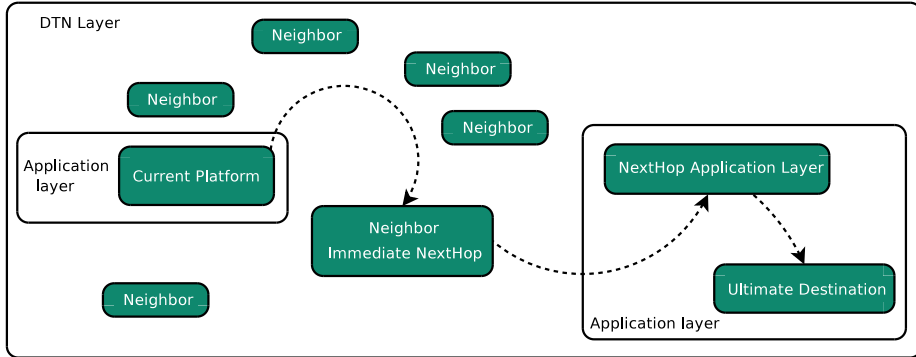 DTN Layer
Neighbor
Neighbor
Neighbor
Neighbor
Application
layer
Current Platform
NextHop Application Layer
Neighbor
Immediate NextHop
Ultimate Destination
Neighbor
Application layer